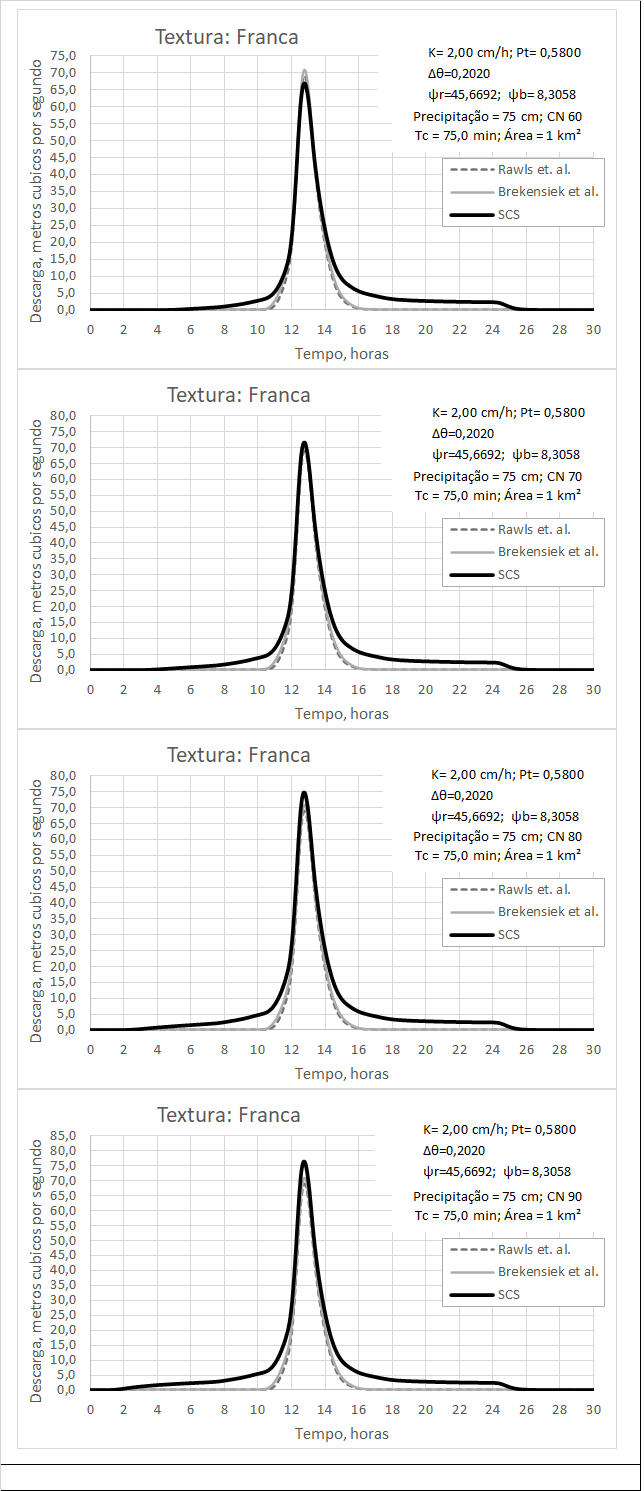 Textura: Franca
K= 2,00 cm/h; Pt= 0,5800
Δθ=0,2020
ψr=45,6692; ψb= 8,3058
Precipitação = 75 cm; CN 60
Tc = 75,0 min; Área = 1 km²
Rawls et. al.
Brekensiek et al.
SCS
Descarga, metros cubicos por segundo
75,0
70,0
65,0
60,0
55,0
50,0
45,0
40,0
35,0
30,0
25,0
20,0
15,0
10,0
5,0
0,0
0 2 4 6 8 10 12 14 16 18 20 22 24 26 28 30
Tempo, horas
Textura: Franca
K= 2,00 cm/h; Pt= 0,5800
Δθ=0,2020
ψr=45,6692; ψb= 8,3058
Precipitação = 75 cm; CN 70
Tc = 75,0 min; Área = 1 km²
Rawls et. al.
Brekensiek et al.
SCS
Descarga, metros cubicos por segundo
80,0
75,0
70,0
65,0
60,0
55,0
50,0
45,0
40,0
35,0
30,0
25,0
20,0
15,0
10,0
5,0
0,0
0 2 4 6 8 10 12 14 16 18 20 22 24 26 28 30
Tempo, horas
Textura: Franca
K= 2,00 cm/h; Pt= 0,5800
Δθ=0,2020
ψr=45,6692; ψb= 8,3058
Precipitação = 75 cm; CN 80
Tc = 75,0 min; Área = 1 km²
Rawls et. al.
Brekensiek et al.
SCS
Descarga, metros cubicos por segundo
80,0
75,0
70,0
65,0
60,0
55,0
50,0
45,0
40,0
35,0
30,0
25,0
20,0
15,0
10,0
5,0
0,0
0 2 4 6 8 10 12 14 16 18 20 22 24 26 28 30
Tempo, horas
Textura: Franca
K= 2,00 cm/h; Pt= 0,5800
Δθ=0,2020
ψr=45,6692; ψb= 8,3058
Precipitação = 75 cm; CN 90
Tc = 75,0 min; Área = 1 km²
Rawls et. al.
Brekensiek et al.
SCS
Descarga, metros cubicos por segundo
85,0
80,0
75,0
70,0
65,0
60,0
55,0
50,0
45,0
40,0
35,0
30,0
25,0
20,0
15,0
10,0
5,0
0,0
0 2 4 6 8 10 12 14 16 18 20 22 24 26 28 30
Tempo, horas